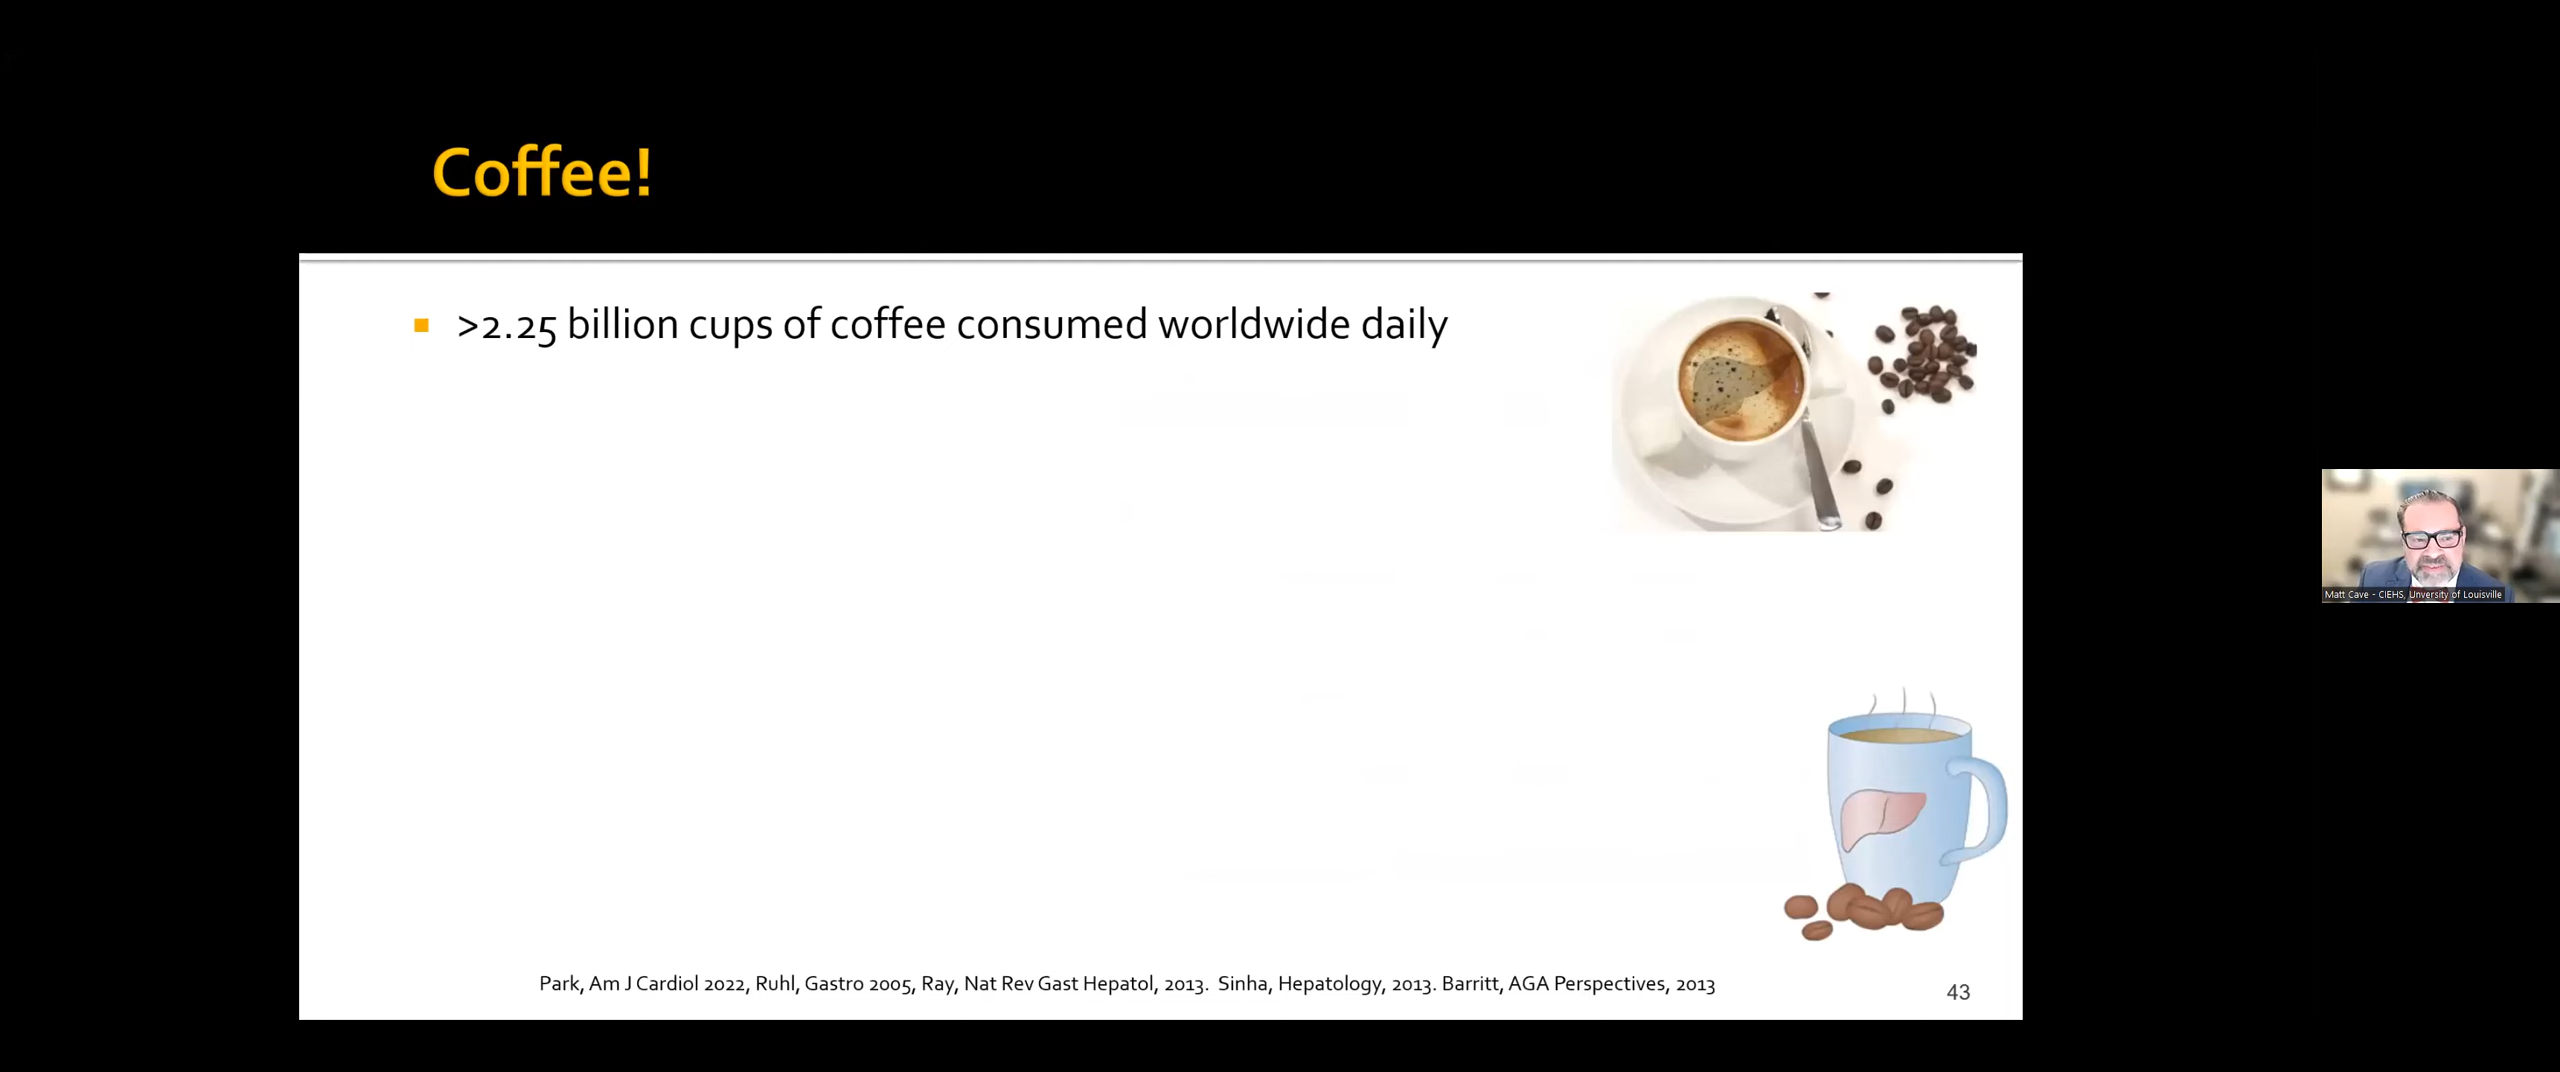 Coffee!
>2.25 billion cups of coffee consumed worldwide daily
Matt Cave - CIEHS, Unversity of Louisville
Park, Am J Cardiol 2022, Ruhl, Gastro 2005, Ray, Nat Rev Gast Hepatol, 2013. Sinha, Hepatology, 2013. Barritt, AGA Perspectives, 2013
43